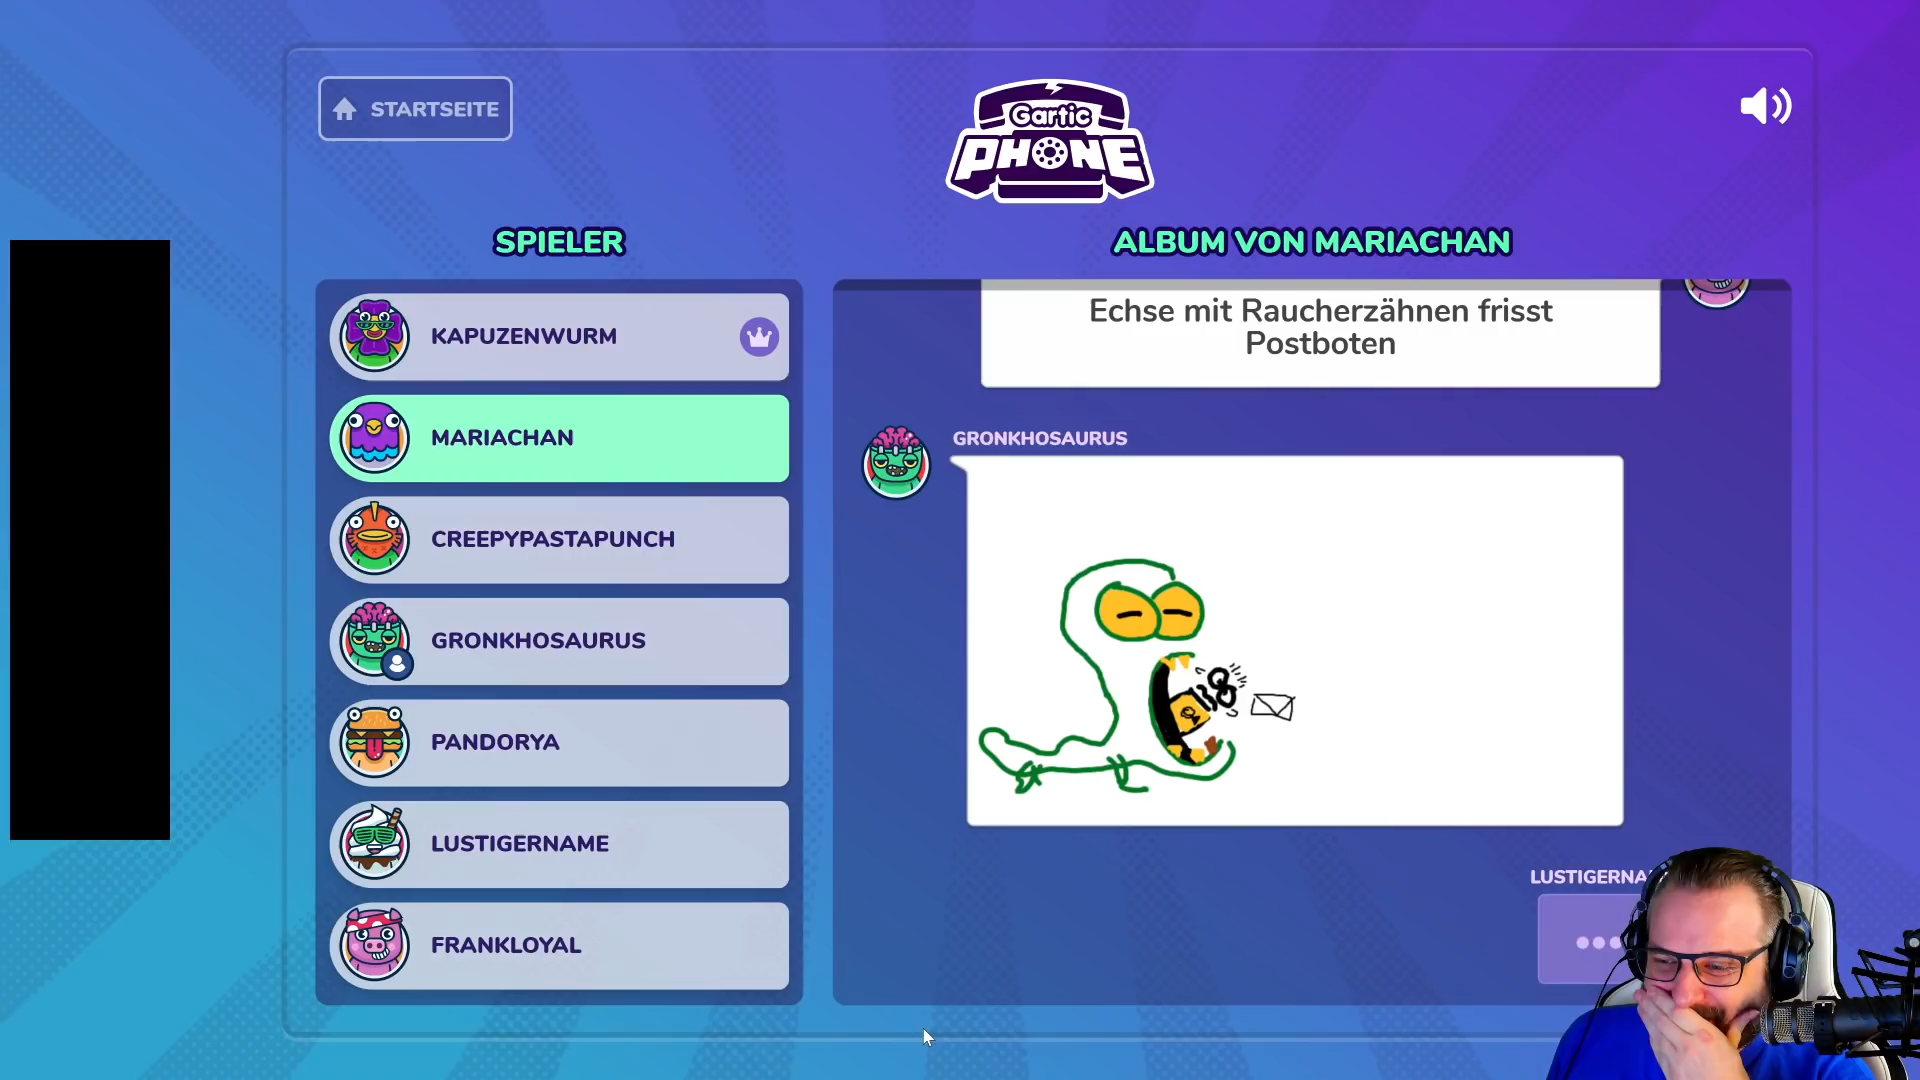 STARTSEITE
Gartic
PHONE
SPIELER
KAPUZENWURM
MARIACHAN
CREEPYPASTAPUNCH
GRONKHOSAURUS
PANDORYA
LUSTIGERNAME
FRANKLOYAL
ALBUM VON MARIACHAN
Echse mit Raucherzähnen frisst
Postboten
GRONKHOSAURUS
LUSTIGERNA